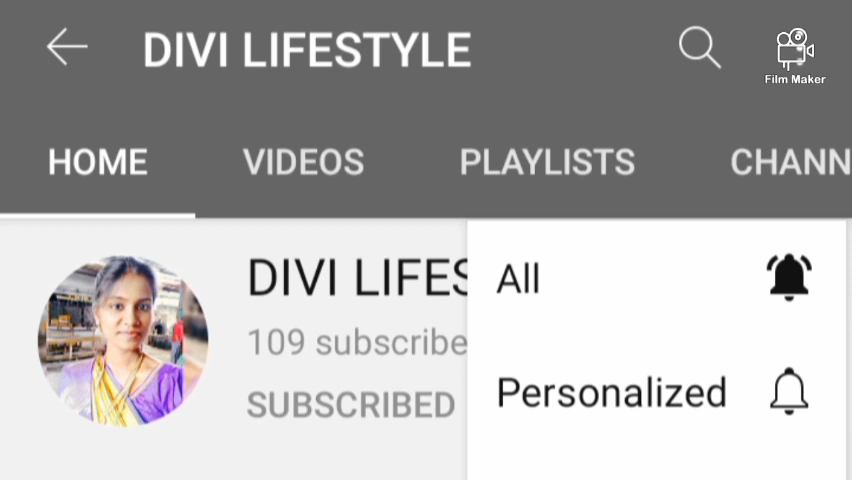 DIVI LIFESTYLE
Film Maker
HOME VIDEOS PLAYLISTS CHANN
DIVI LIFES
109 subscribe
SUBSCRIBED
All
Personalized